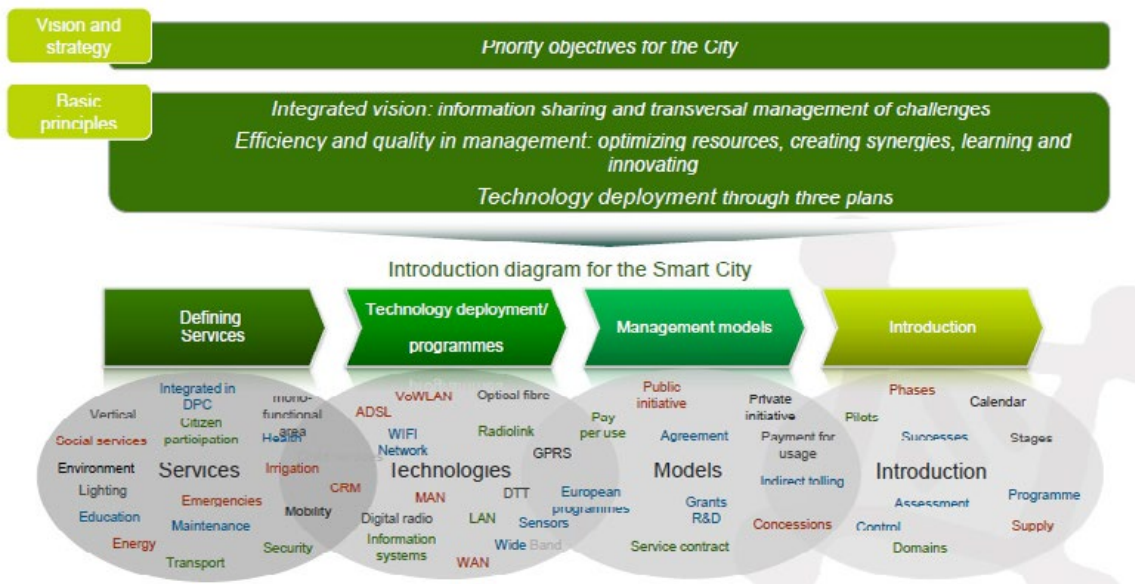 Vision and
strategy
Priority objectives for the City
Basic
principles
Integrated vision: information sharing and transversal management of challenges
Efficiency and quality in management: optimizing resources, creating synergies, learning and
innovating
Technology deployment through three plans
Introduction diagram for the Smart City
Defining
Services
Technology deployment/
programmes
Management models
Introduction
Integrated in
DPC
mono-
functional
area
Vertical
Citizen
participation
Social services
Health
Environment
Services
Irrigation
Lighting
Emergencies
CRM
Mobility
Education
Maintenance
Energy
Security
Transport
VoWLAN
Optical fibre
ADSL
WIFI
Network
Radiolink
GPRS
Technologies
MAN
DTT
Digital radio
LAN
Sensors
Information
systems
Wide Band
WAN
European
programmes
Public
initiative
Private
initiative
Pay
per use
Agreement
Payment for
usage
Models
Indirect tolling
Grants
R&D
Concessions
Service contract
Phases
Calendar
Pilots
Successes
Stages
Introduction
Assessment
Programme
Control
Supply
Domains